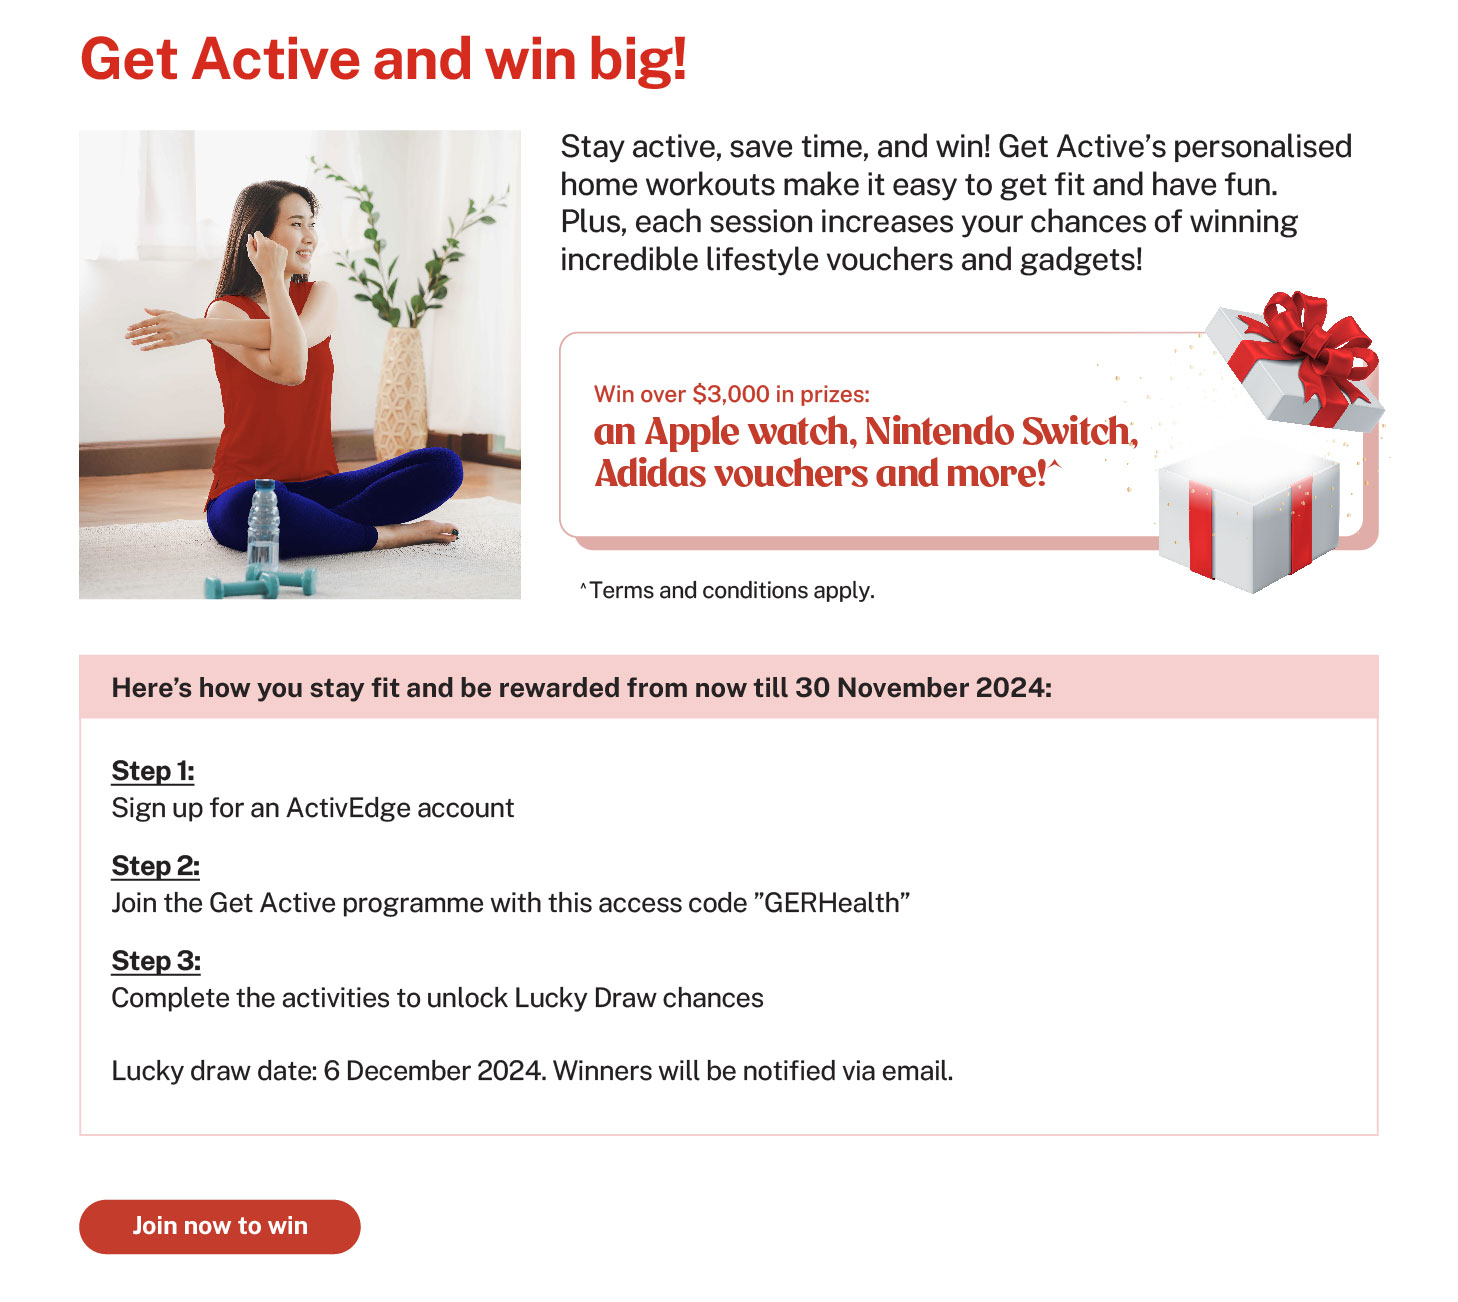 Get Active and win big!
Stay active, save time, and win! Get Active’s personalised
home workouts make it easy to get fit and have fun.
Plus, each session increases your chances of winning
incredible lifestyle vouchers and gadgets!
Win over $3,000 in prizes:
an Apple watch, Nintendo Switch,
Adidas vouchers and more!^
^Terms and conditions apply.
Here’s how you stay fit and be rewarded from now till 30 November 2024:
Step 1:
Sign up for an ActivEdge account
Step 2:
Join the Get Active programme with this access code ”GERHealth”
Step 3:
Complete the activities to unlock Lucky Draw chances
Lucky draw date: 6 December 2024. Winners will be notified via email.
Join now to win